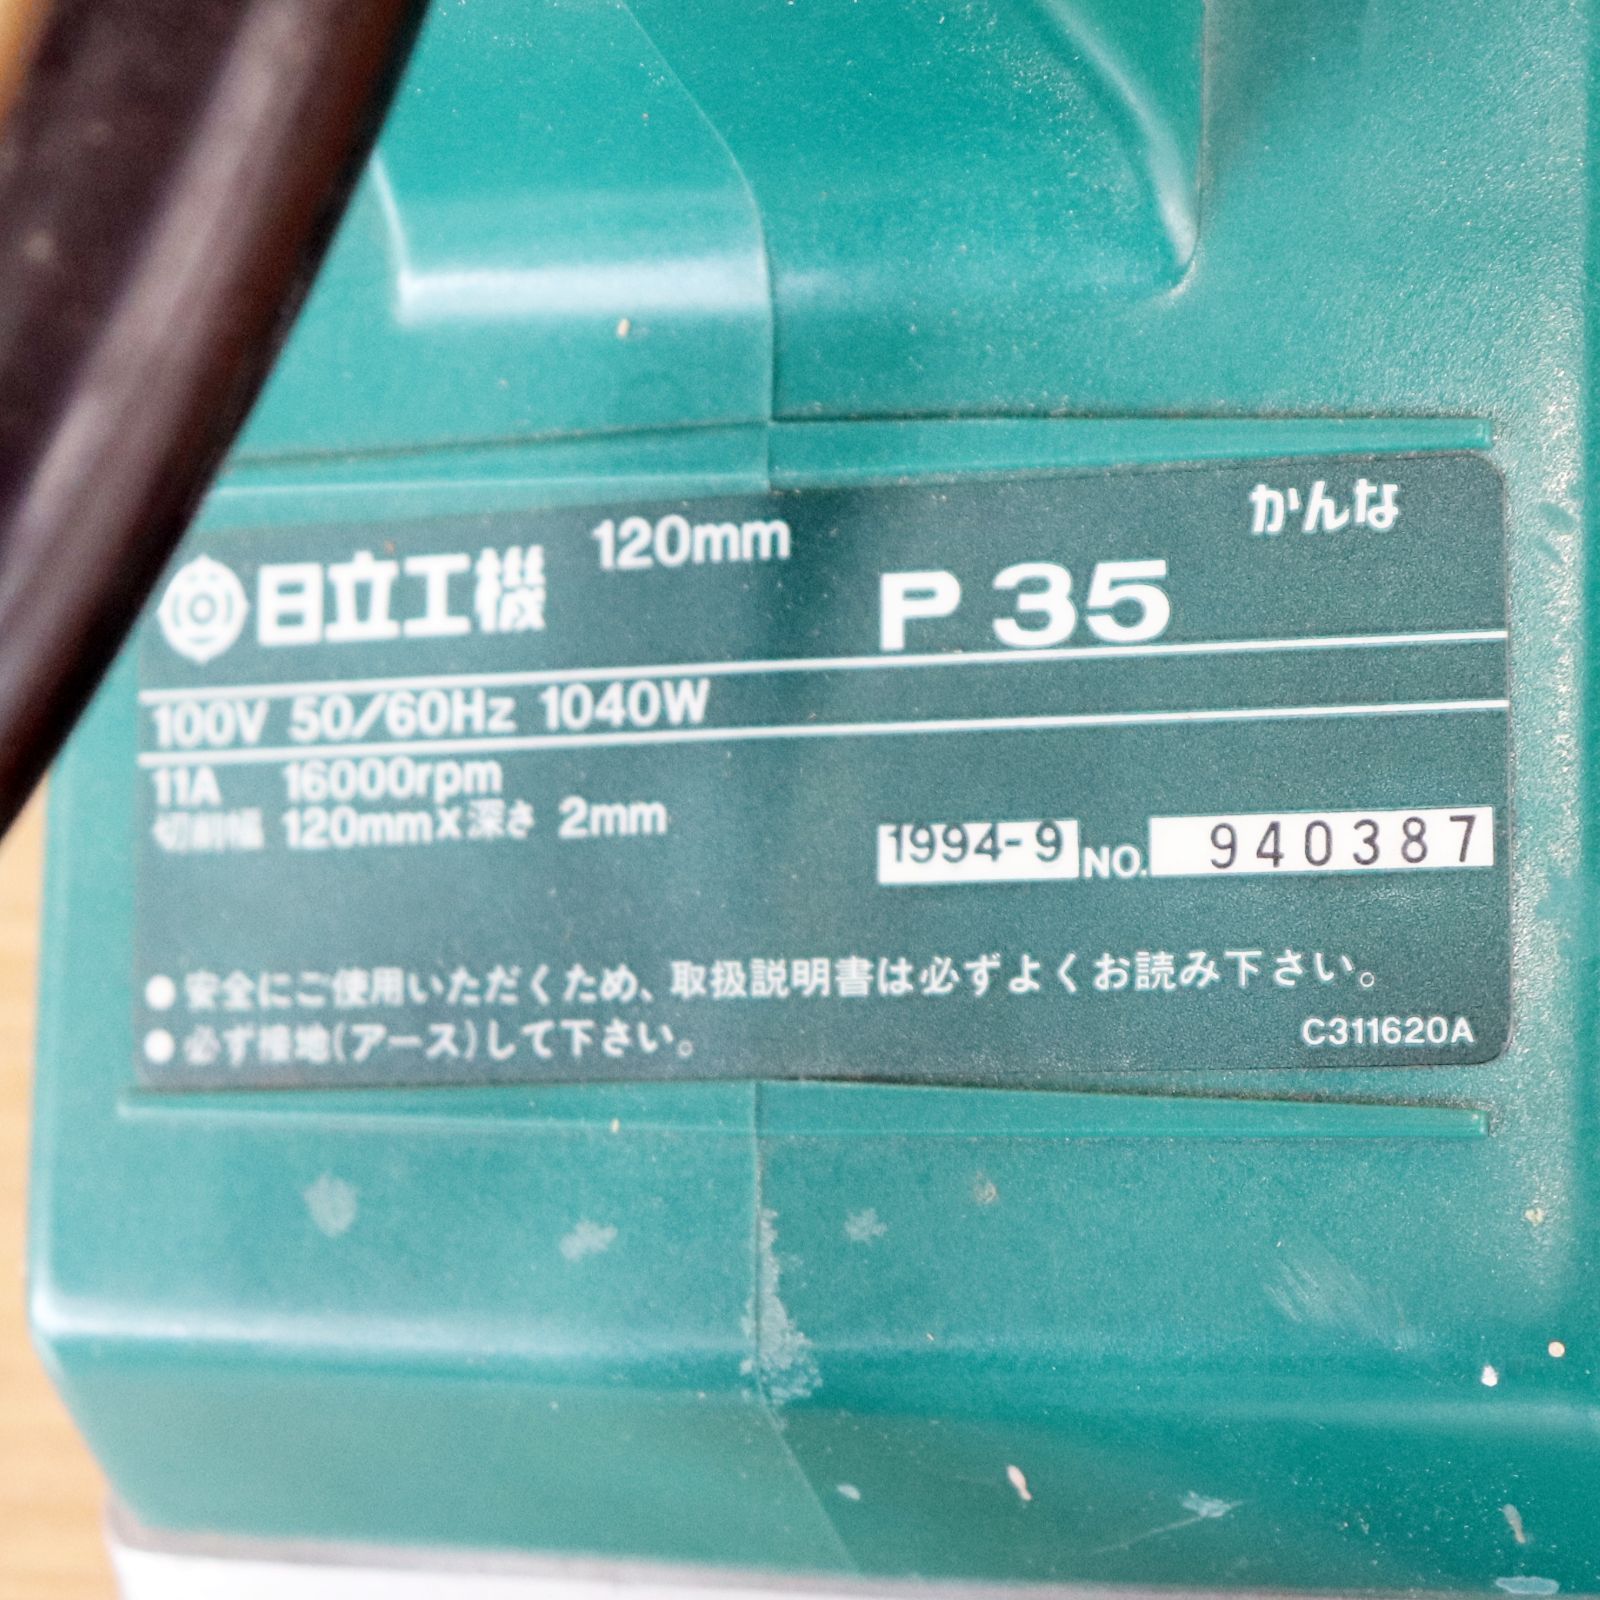 かんな
日立工機 120mm P 35
100V 50/60Hz 1040W
11A 16000rpm
切削幅 120mm×深さ 2mm
1994-9 NO. 940387
● 安全にご使用いただくため、取扱説明書は必ずよくお読み下さい。
● 必ず接地(アース)して下さい。
C311620A